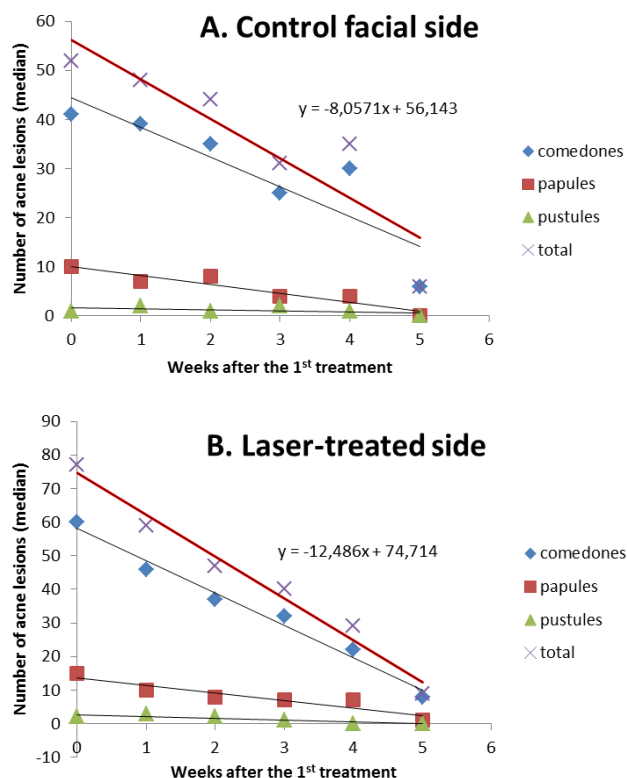 A. Control facial side
Number of acne lesions (median)
60
50
40
30
20
10
0
y = -8,0571x + 56,143
comedones
papules
pustules
total
0 1 2 3 4 5 6
Weeks after the 1st treatment
B. Laser-treated side
Number of acne lesions (median)
90
80
70
60
50
40
30
20
10
0
-10
y = -12,486x + 74,714
comedones
papules
pustules
total
0 1 2 3 4 5 6
Weeks after the 1st treatment